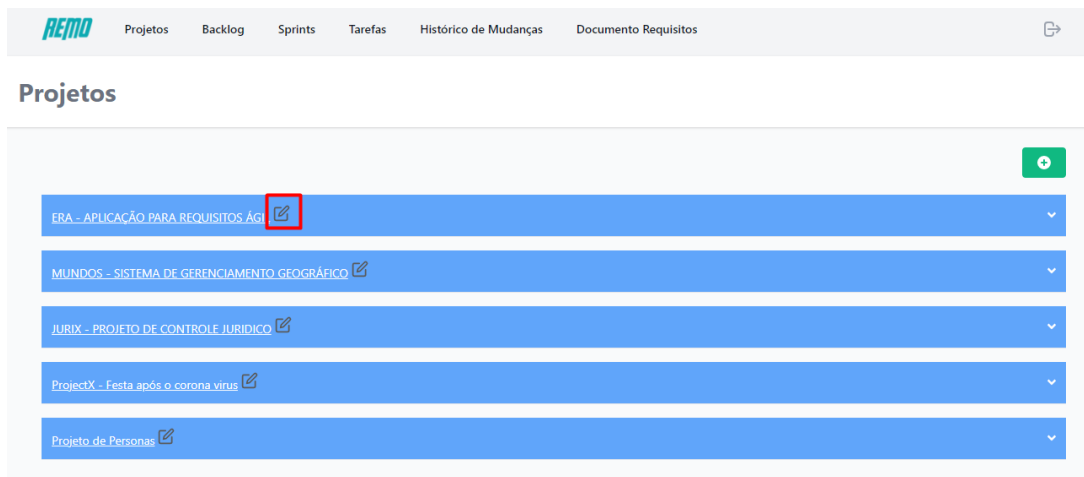 REMO Projetos Backlog Sprints Tarefas Histórico de Mudanças Documento Requisitos
Projetos
ERA - APLICAÇÃO PARA REQUISITOS
MUNDOS - SISTEMA DE GERENCIAMENTO GEOGRÁFICO
JURIX - PROJETO DE CONTROLE JURIDICO
ProjectX - Festa após o corona virus
Projeto de Personas